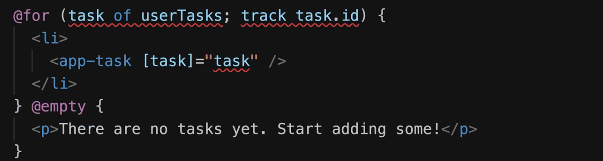 @for (task of userTasks; track task.id) {
  <li>
    <app-task [task]="task" />
  </li>
} @empty {
  <p>There are no tasks yet. Start adding some!</p>
}